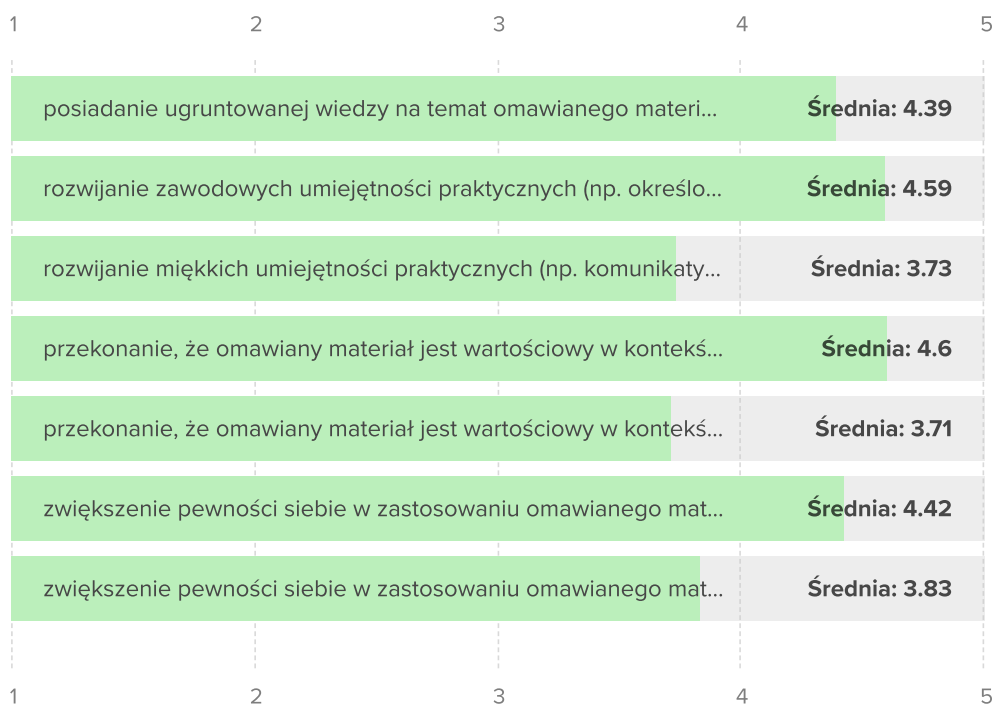 1 2 3 4 5
posiadanie ugruntowanej wiedzy na temat omawianego materi... Średnia: 4.39
rozwijanie zawodowych umiejętności praktycznych (np. określo... Średnia: 4.59
rozwijanie miękkich umiejętności praktycznych (np. komunikaty... Średnia: 3.73
przekonanie, że omawiany materiał jest wartościowy w kontekś... Średnia: 4.6
przekonanie, że omawiany materiał jest wartościowy w kontekś... Średnia: 3.71
zwiększenie pewności siebie w zastosowaniu omawianego mat... Średnia: 4.42
zwiększenie pewności siebie w zastosowaniu omawianego mat... Średnia: 3.83
1 2 3 4 5